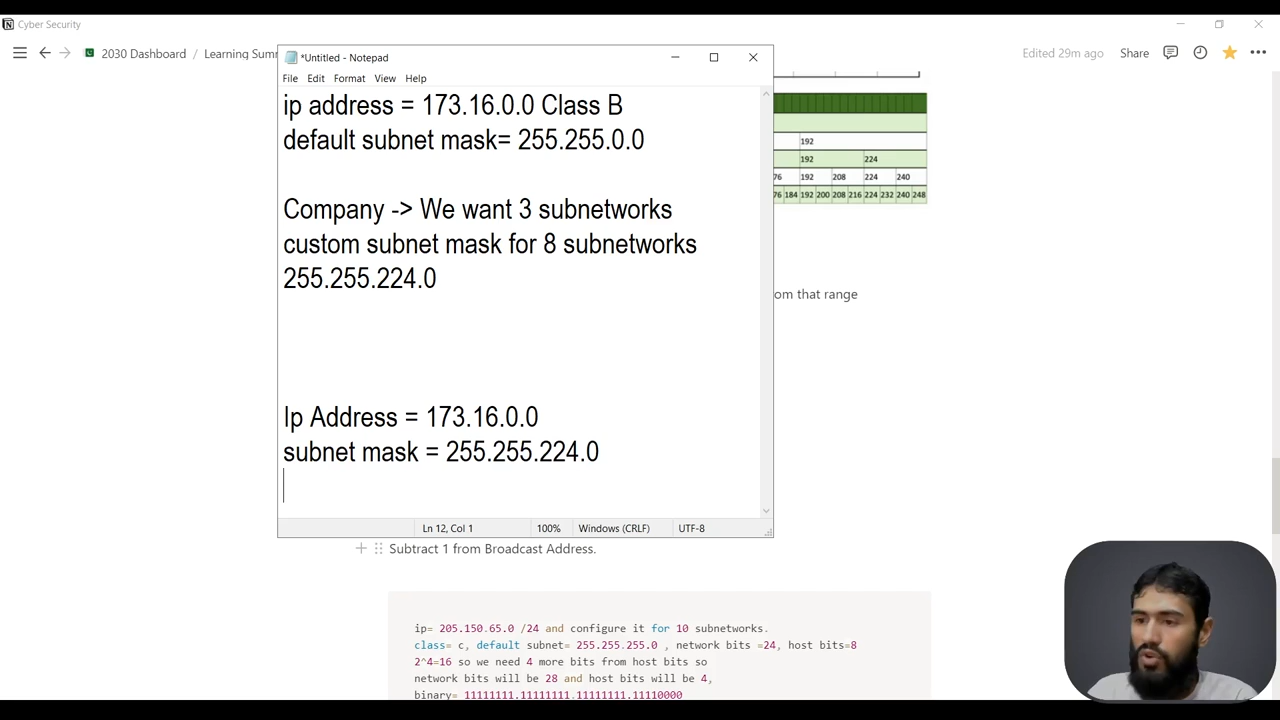 Cyber Security
2030 Dashboard / Learning Sum
Edited 29m ago Share
*Untitled - Notepad
File Edit Format View Help
ip address = 173.16.0.0 Class B
default subnet mask= 255.255.0.0
Company -> We want 3 subnetworks
custom subnet mask for 8 subnetworks
255.255.224.0
Ip Address = 173.16.0.0
subnet mask = 255.255.224.0
Ln 12, Col 1 100% Windows (CRLF) UTF-8
192
192 224
76 192 208 224 240
76 184 192 200 208 216 224 232 240 248
om that range
Subtract 1 from Broadcast Address.
ip= 205.150.65.0 /24 and configure it for 10 subnetworks.
class= c, default subnet= 255.255.255.0 , network bits =24, host bits=8
2^4=16 so we need 4 more bits from host bits so
network bits will be 28 and host bits will be 4,
binary= 11111111.11111111.11111111.11110000